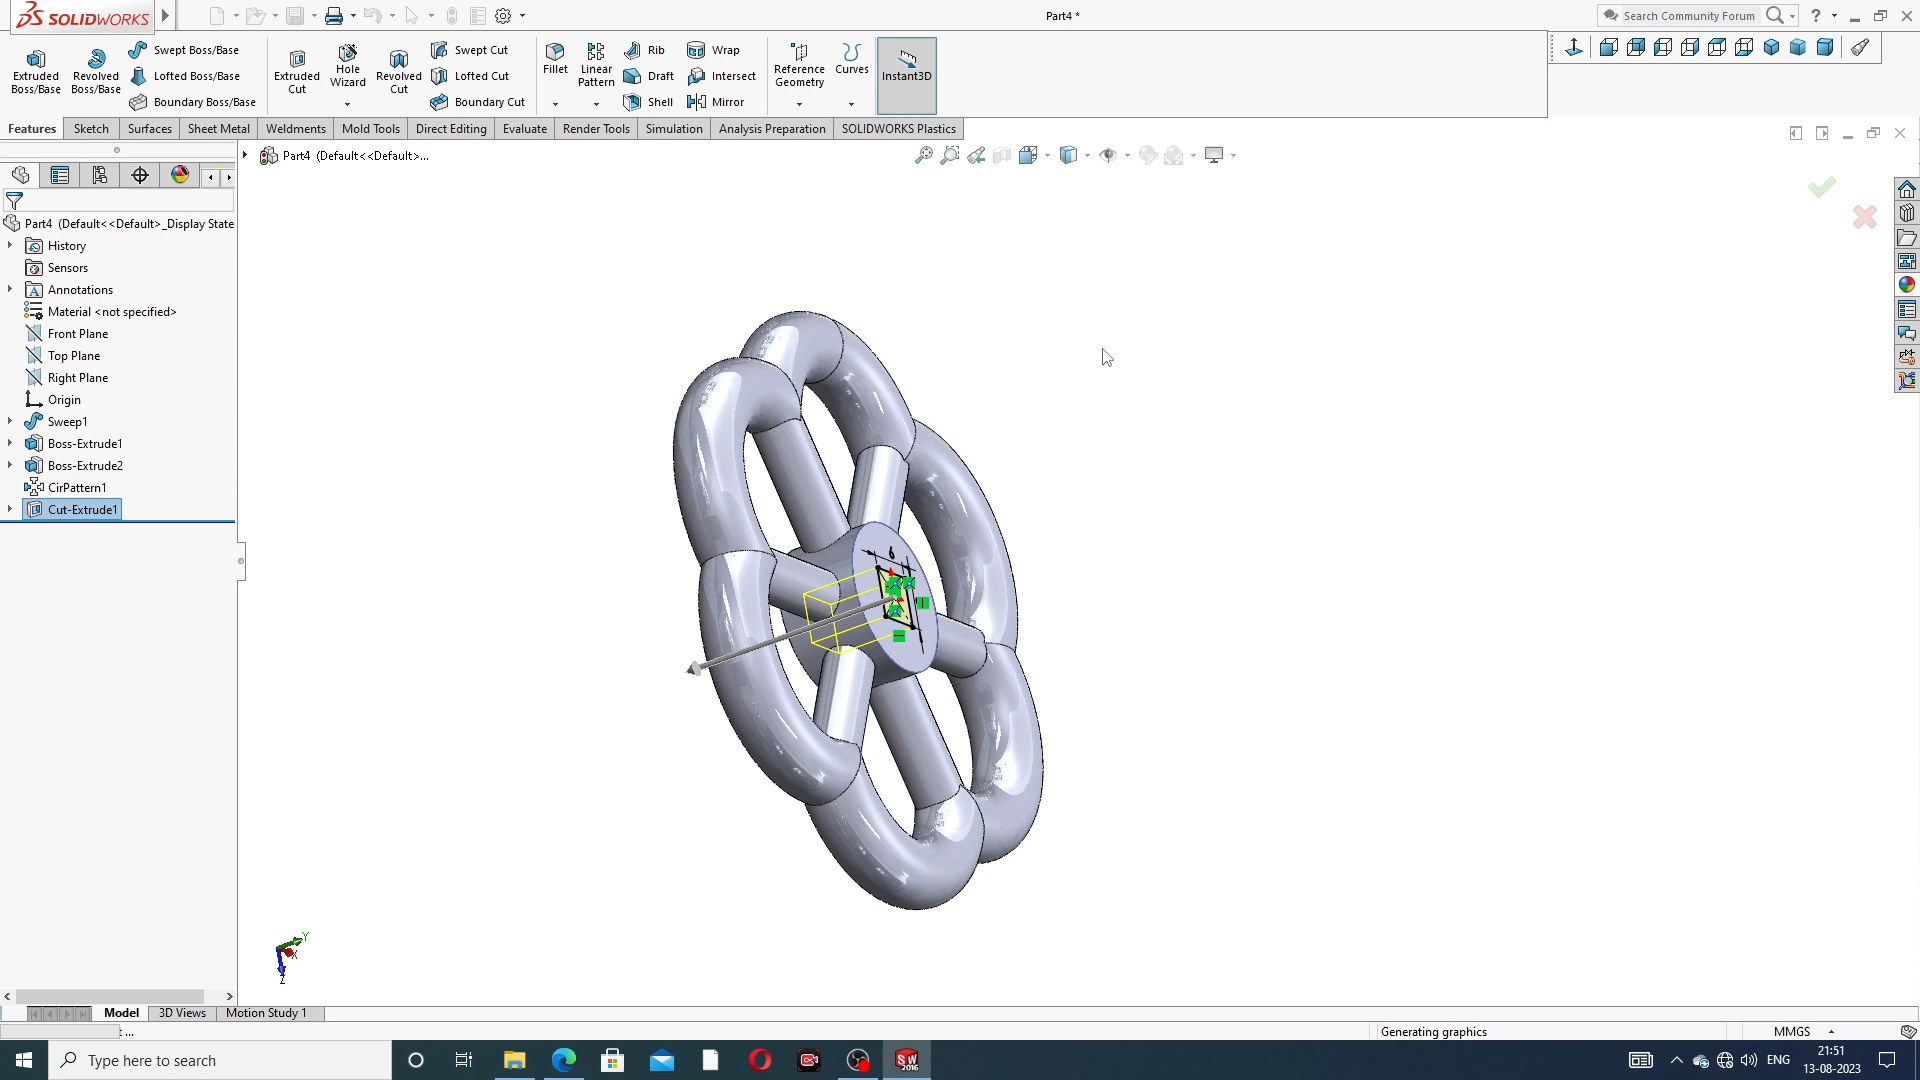 SOLIDWORKS
Part4 *
Search Community Forum
?
Extruded Boss/Base
Revolved Boss/Base
Swept Boss/Base
Lofted Boss/Base
Boundary Boss/Base
Extruded Cut
Hole Wizard
Revolved Cut
Swept Cut
Lofted Cut
Boundary Cut
Fillet
Linear Pattern
Rib
Draft
Shell
Wrap
Intersect
Mirror
Reference Geometry
Curves
Instant3D
Features
Sketch
Surfaces
Sheet Metal
Weldments
Mold Tools
Direct Editing
Evaluate
Render Tools
Simulation
Analysis Preparation
SOLIDWORKS Plastics
Part4 (Default<<Default>...
Part4 (Default<<Default>_Display State
History
Sensors
Annotations
Material <not specified>
Front Plane
Top Plane
Right Plane
Origin
Sweep1
Boss-Extrude1
Boss-Extrude2
CirPattern1
Cut-Extrude1
6
Y
X
Z
Model
3D Views
Motion Study 1
: ...
Generating graphics
MMGS
Type here to search
SW
2016
ENG
21:51
13-08-2023